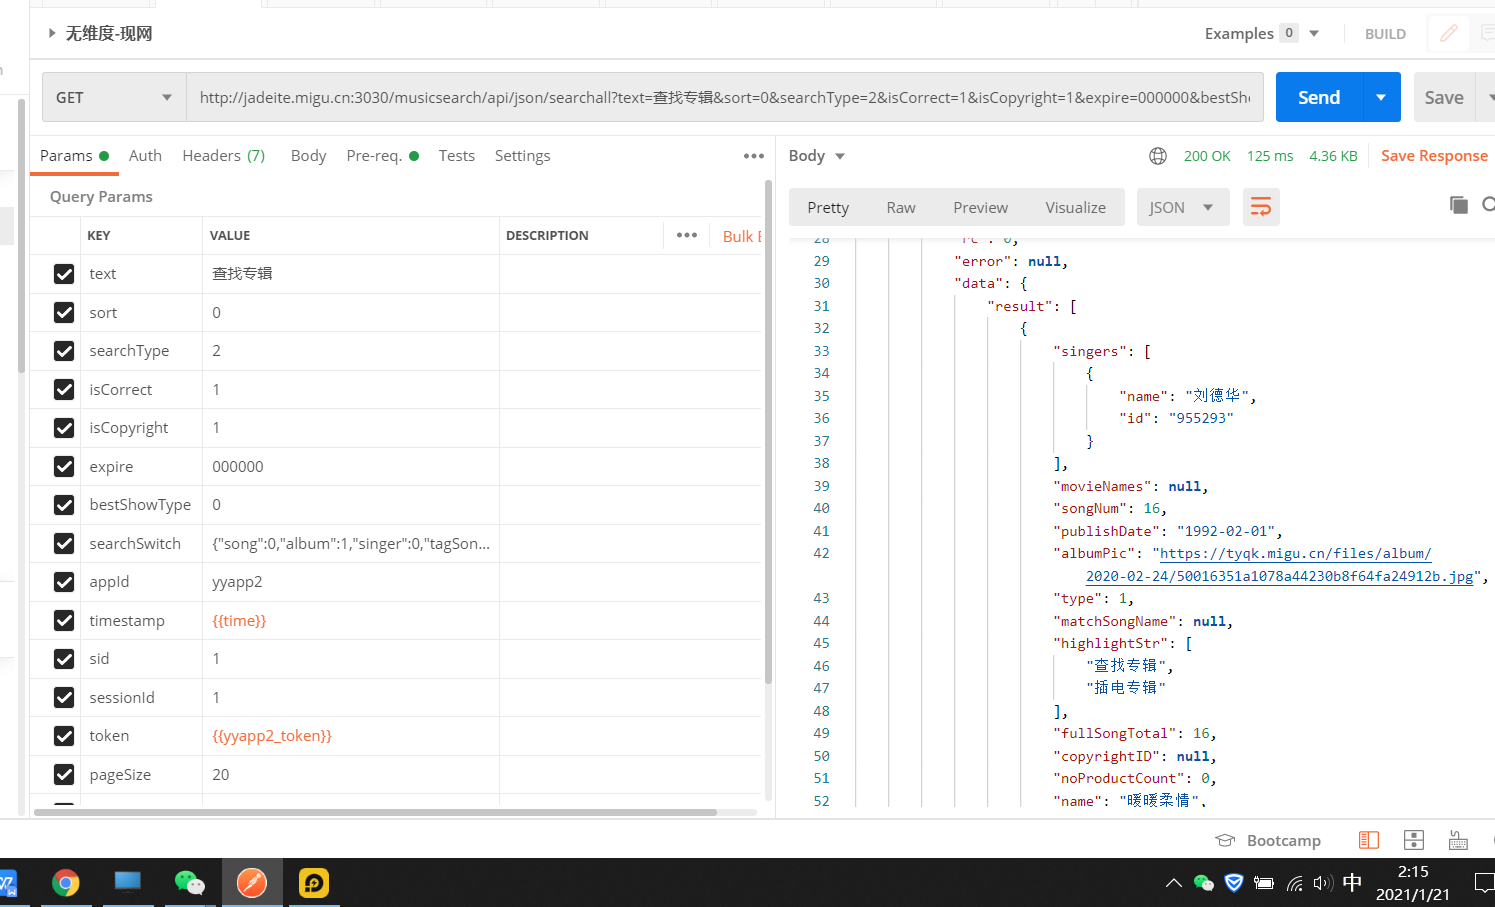 无维度-现网
Examples 0
BUILD
GET
http://jadeite.migu.cn:3030/musicsearch/api/json/searchall?text=查找专辑&sort=0&searchType=2&isCorrect=1&isCopyright=1&expire=000000&bestSho
Send
Save
Params
Auth
Headers (7)
Body
Pre-req.
Tests
Settings
Query Params
KEY VALUE DESCRIPTION
Bulk E
text 查找专辑
sort 0
searchType 2
isCorrect 1
isCopyright 1
expire 000000
bestShowType 0
searchSwitch {"song":0,"album":1,"singer":0,"tagSon...
appId yyapp2
timestamp {{time}}
sid 1
sessionId 1
token {{yyapp2_token}}
pageSize 20
Body
200 OK 125 ms 4.36 KB
Save Response
Pretty
Raw
Preview
Visualize
JSON
28 "rc": 0,
29 "error": null,
30 "data": {
31 "result": [
32 {
33 "singers": [
34 {
35 "name": "刘德华",
36 "id": "955293"
37 }
38 ],
39 "movieNames": null,
40 "songNum": 16,
41 "publishDate": "1992-02-01",
42 "albumPic": "https://tyqk.migu.cn/files/album/
2020-02-24/50016351a1078a44230b8f64fa24912b.jpg",
43 "type": 1,
44 "matchSongName": null,
45 "highlightStr": [
46 "查找专辑",
47 "插电专辑"
48 ],
49 "fullSongTotal": 16,
50 "copyrightID": null,
51 "noProductCount": 0,
52 "name": "暖暖柔情",
Bootcamp
中
2:15
2021/1/21